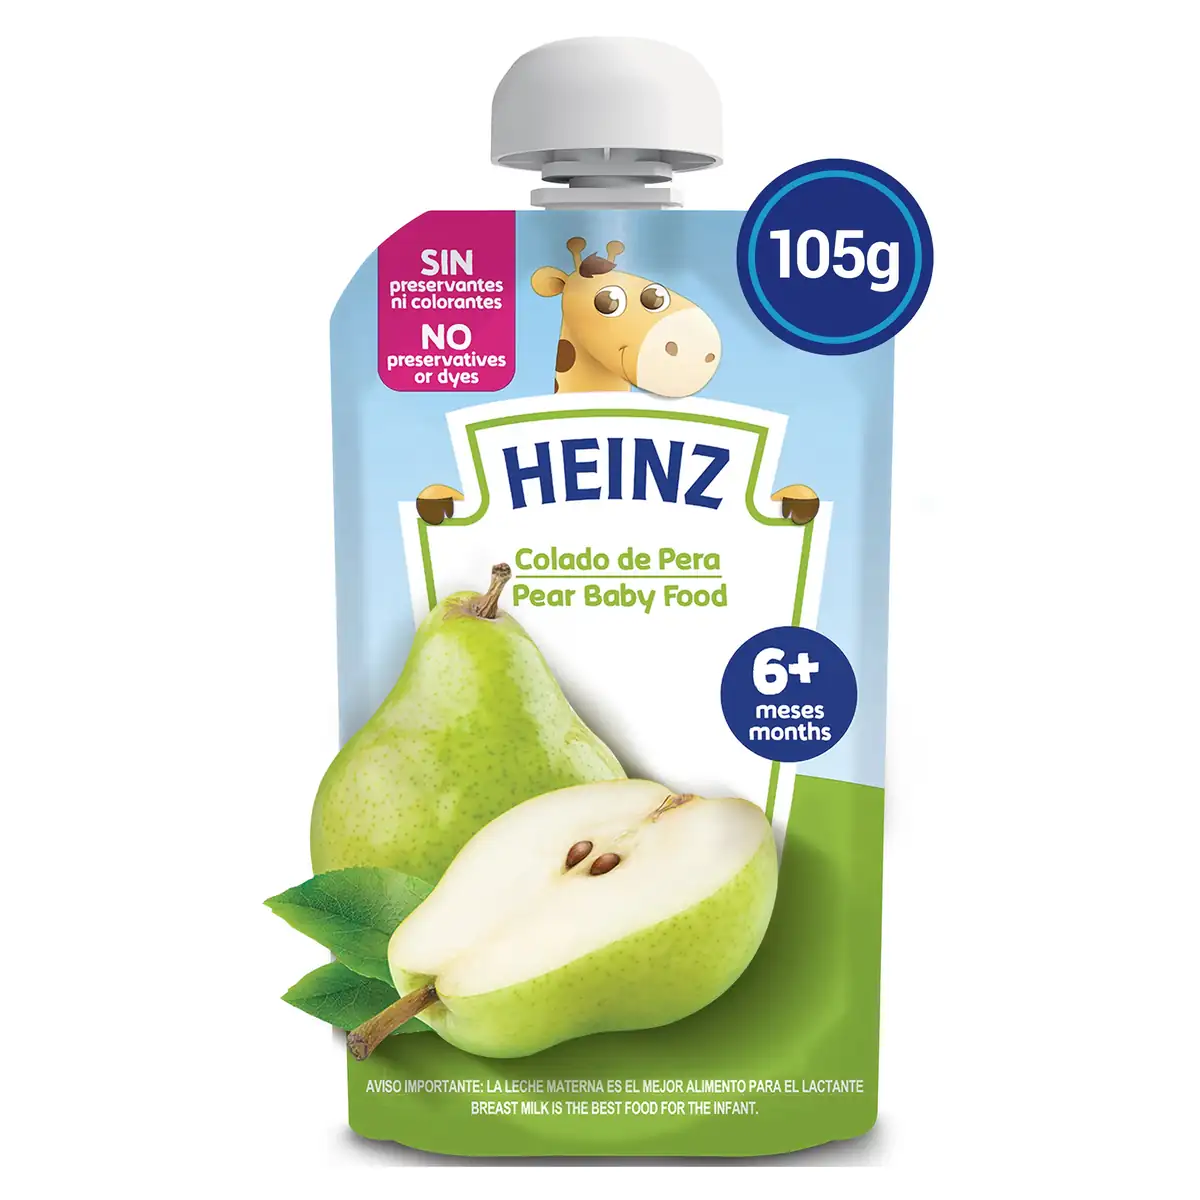 105g
SIN
preservantes
ni colorantes
NO
preservatives
or dyes
HEINZ
Colado de Pera
Pear Baby Food
6+
meses
months
AVISO IMPORTANTE: LA LECHE MATERNA ES EL MEJOR ALIMENTO PARA EL LACTANTE
BREAST MILK IS THE BEST FOOD FOR THE INFANT.